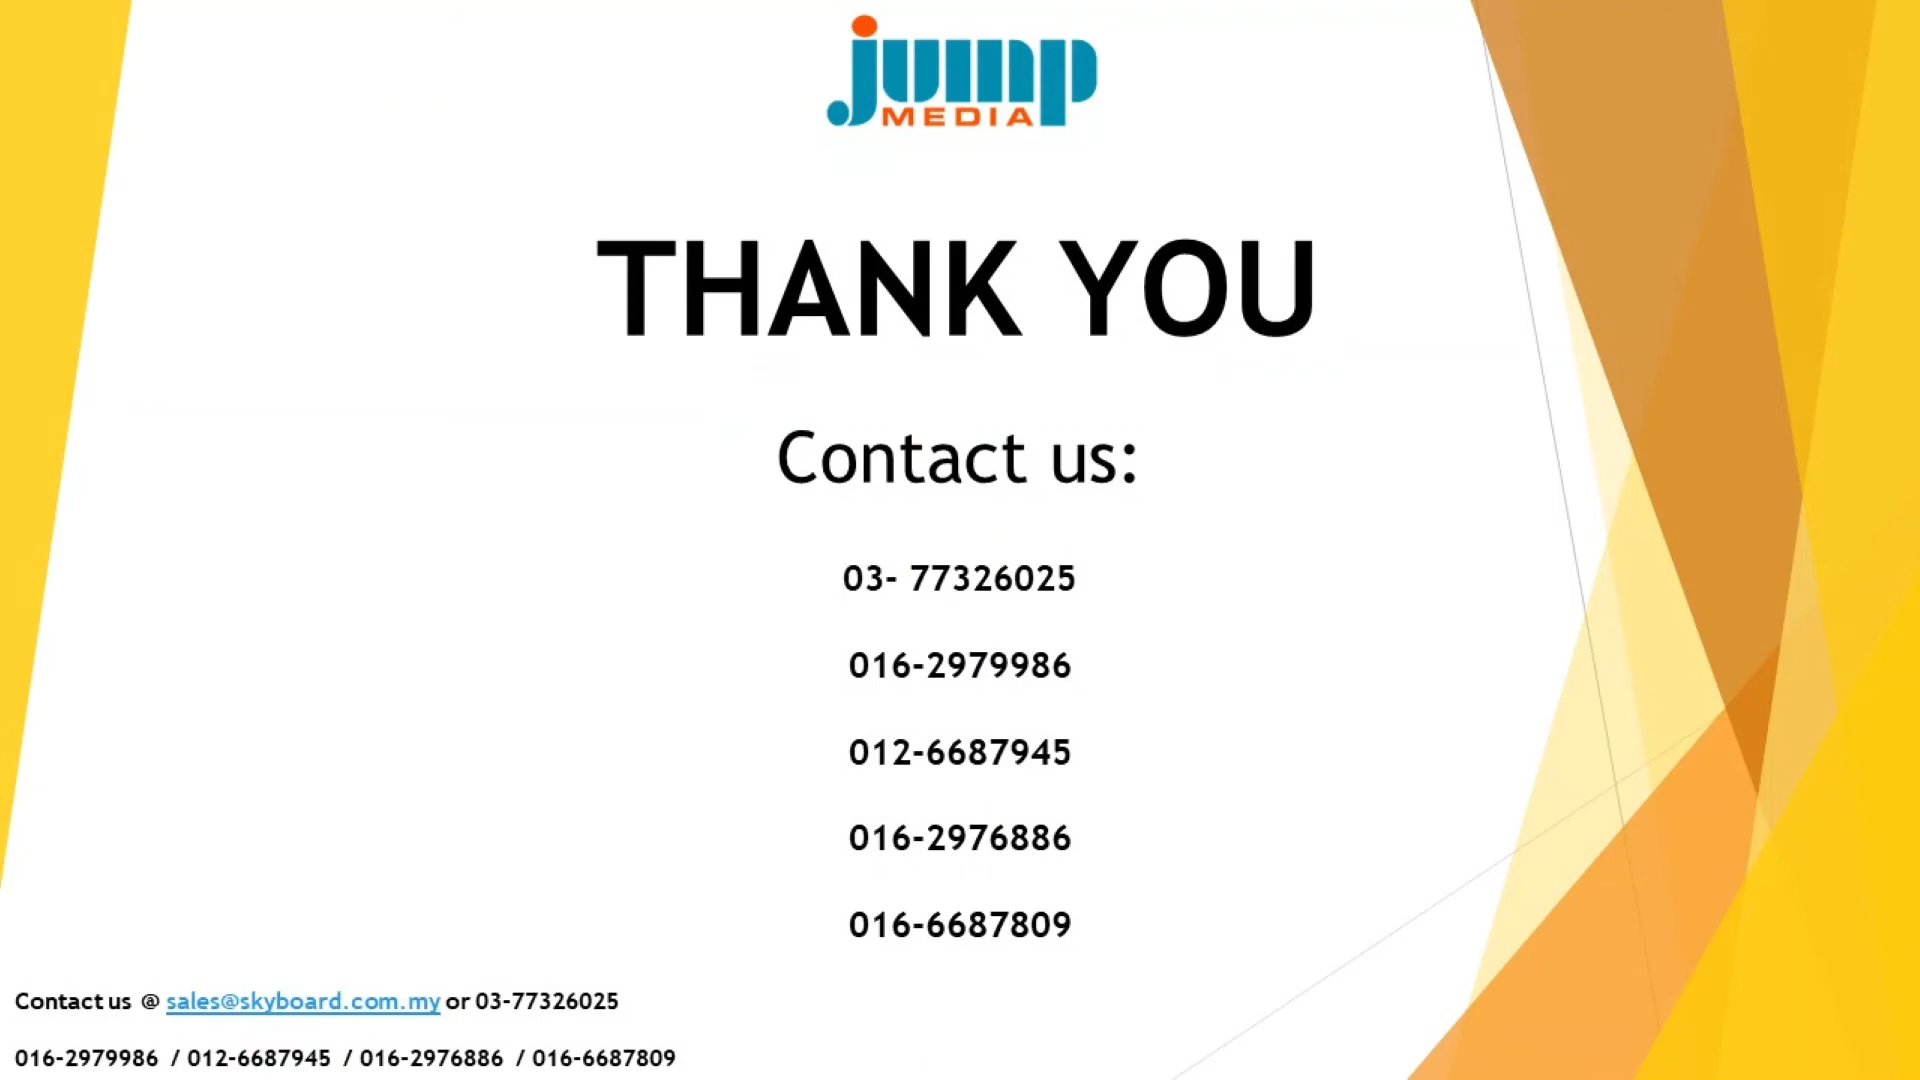 jump
MEDIA
THANK YOU
Contact us:
03- 77326025
016-2979986
012-6687945
016-2976886
016-6687809
Contact us @ sales@skyboard.com.my or 03-77326025
016-2979986 / 012-6687945 / 016-2976886 / 016-6687809